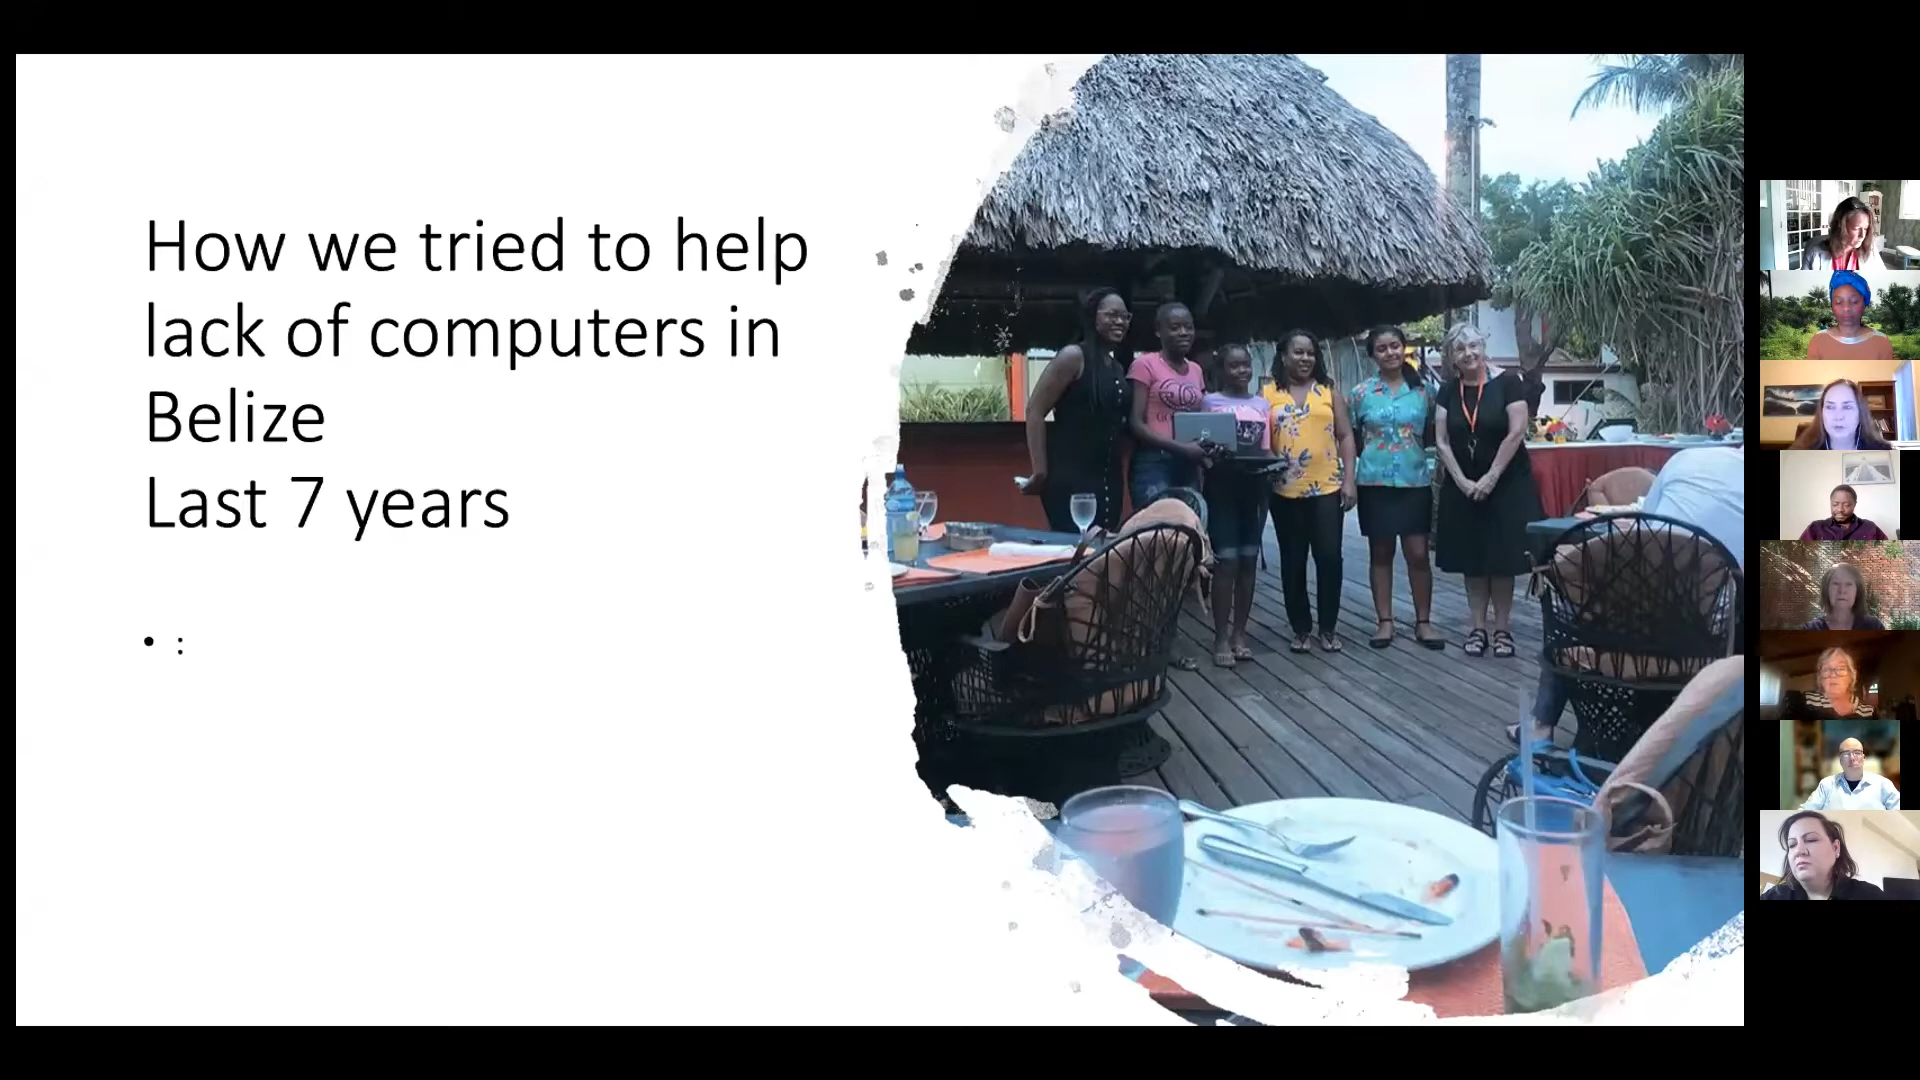 How we tried to help
lack of computers in
Belize
Last 7 years
• :